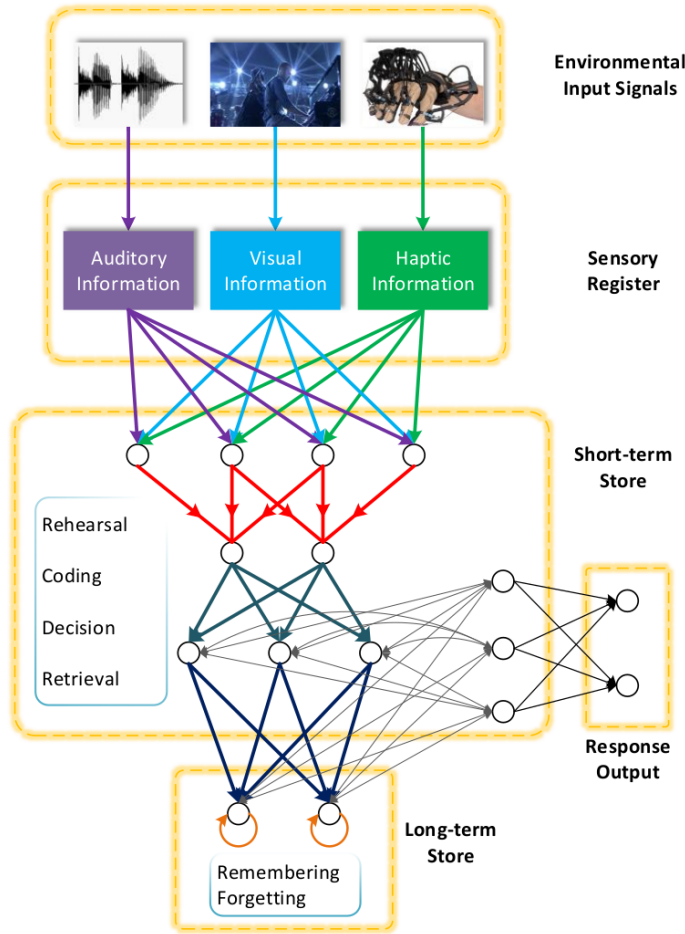 Environmental
Input Signals
Auditory
Information
Visual
Information
Haptic
Information
Sensory
Register
Short-term
Store
Rehearsal
Coding
Decision
Retrieval
Response
Output
Long-term
Store
Remembering
Forgetting